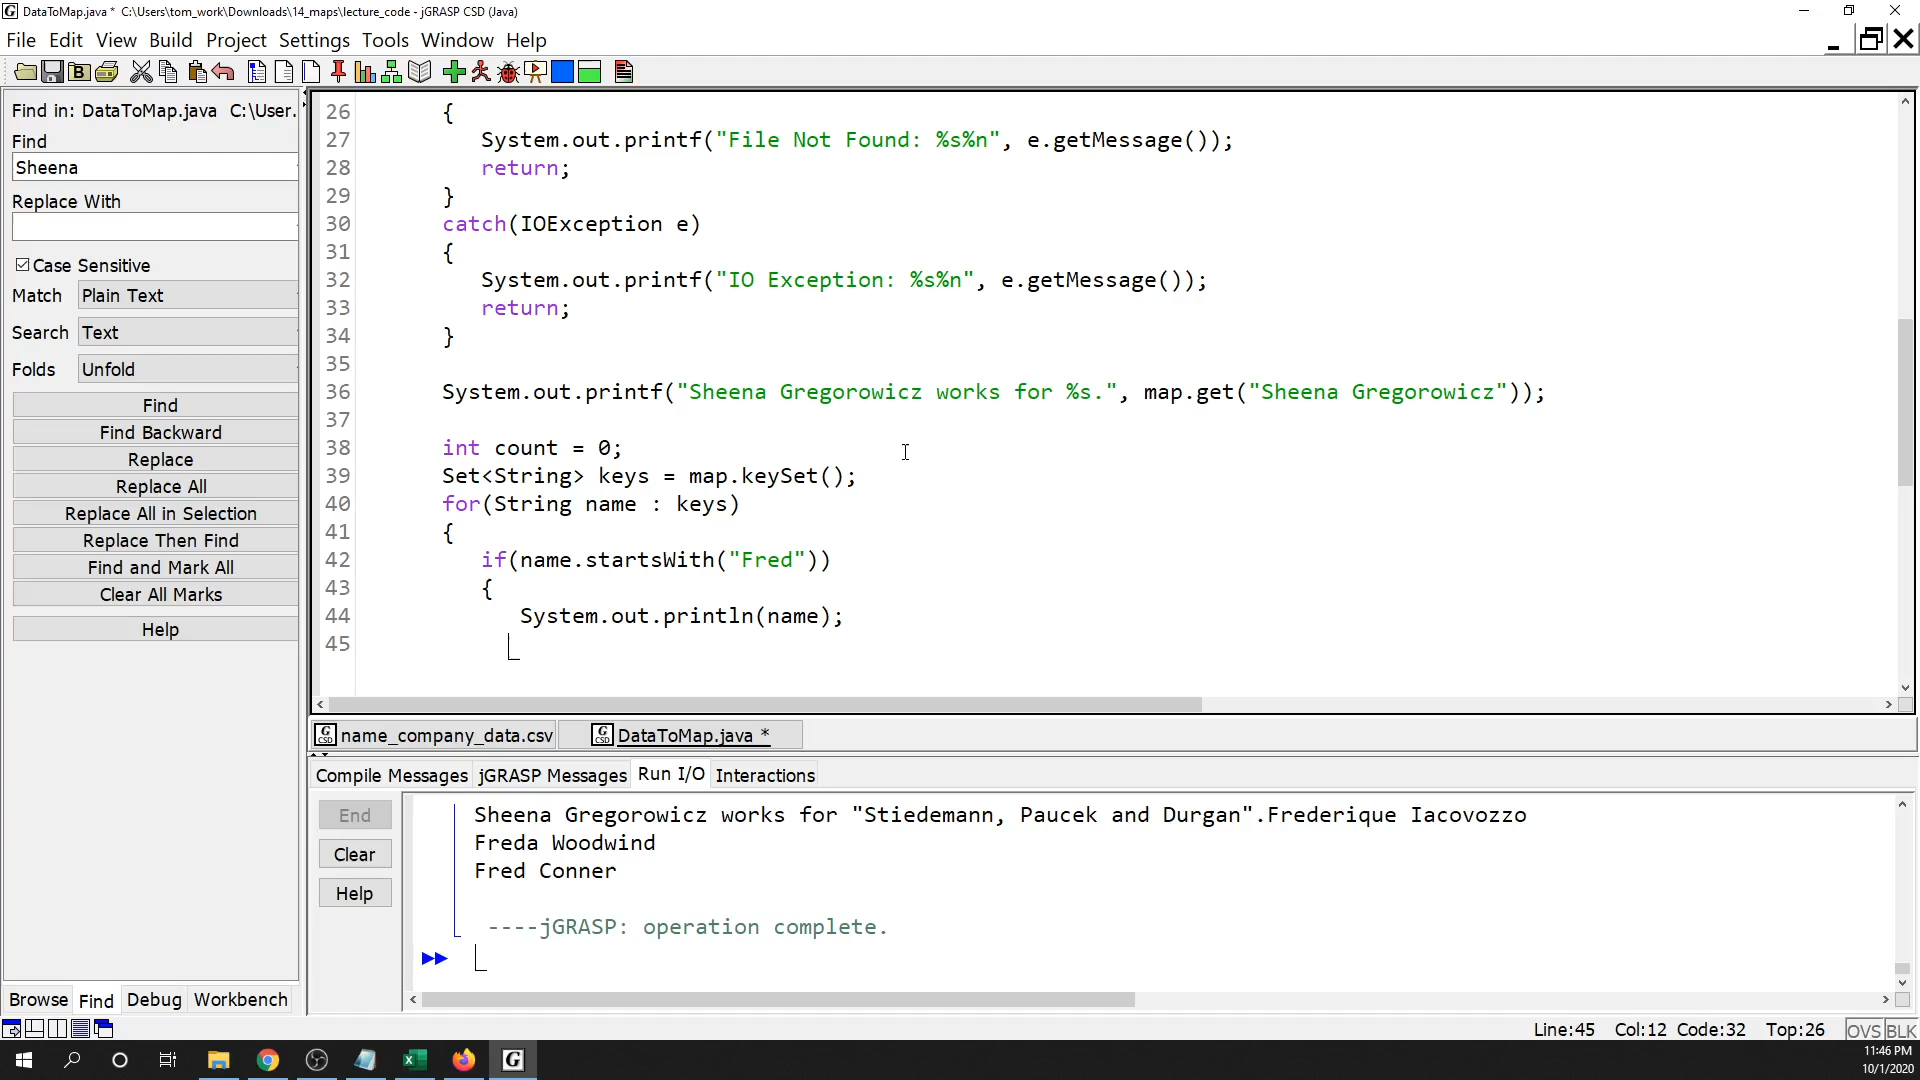 DataToMap.java * C:\Users\tom_work\Downloads\14_maps\lecture_code - jGRASP CSD (Java)
File Edit View Build Project Settings Tools Window Help
Find in: DataToMap.java C:\User.
Find
Sheena
Replace With
Case Sensitive
Match Plain Text
Search Text
Folds Unfold
Find
Find Backward
Replace
Replace All
Replace All in Selection
Replace Then Find
Find and Mark All
Clear All Marks
Help
Browse Find Debug Workbench
26 {
27 System.out.printf("File Not Found: %s%n", e.getMessage());
28 return;
29 }
30 catch(IOException e)
31 {
32 System.out.printf("IO Exception: %s%n", e.getMessage());
33 return;
34 }
35
36 System.out.printf("Sheena Gregorowicz works for %s.", map.get("Sheena Gregorowicz"));
37
38 int count = 0;
39 Set<String> keys = map.keySet();
40 for(String name : keys)
41 {
42 if(name.startsWith("Fred"))
43 {
44 System.out.println(name);
45
name_company_data.csv DataToMap.java *
Compile Messages jGRASP Messages Run I/O Interactions
End
Clear
Help
Sheena Gregorowicz works for "Stiedemann, Paucek and Durgan".Frederique Iacovozzo
Freda Woodwind
Fred Conner
----jGRASP: operation complete.
Line:45 Col:12 Code:32 Top:26 OVS BLK
11:46 PM
10/1/2020